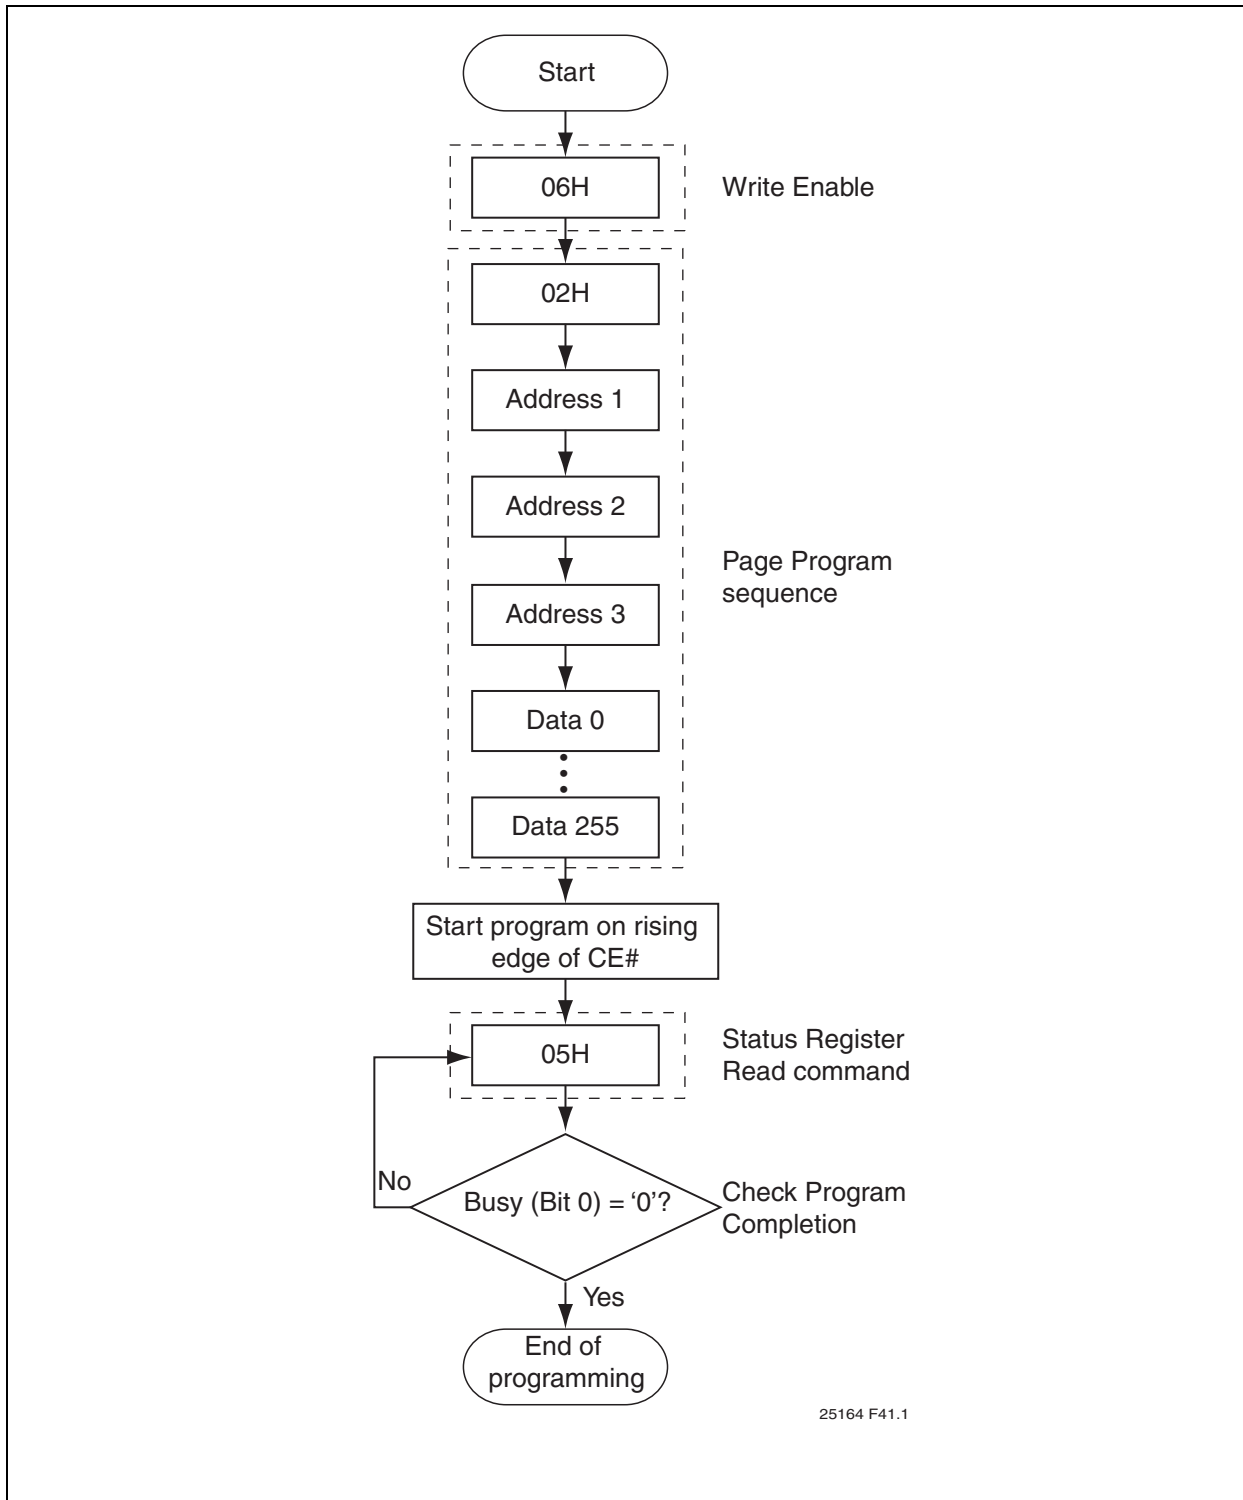 Start
06H
Write Enable
02H
Address 1
Address 2
Page Program
sequence
Address 3
Data 0
Data 255
Start program on rising
edge of CE#
05H
Status Register
Read command
No
Busy (Bit 0) = ‘0’?
Check Program
Completion
Yes
End of
programming
25164 F41.1